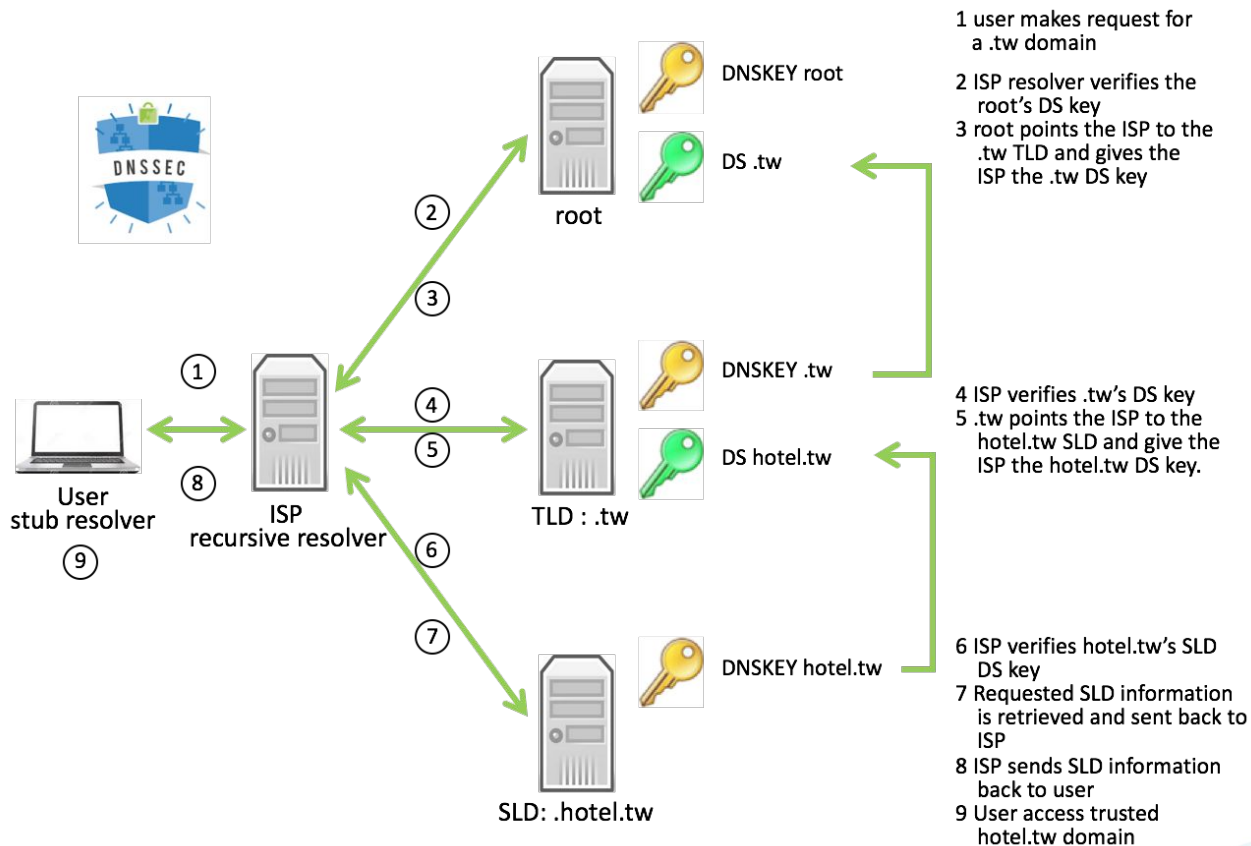 DNSSEC
DNSKEY root
DS .tw
root
2
3
1
8
User
stub resolver
9
ISP
recursive resolver
4
5
DNSKEY .tw
DS hotel.tw
TLD : .tw
6
7
DNSKEY hotel.tw
SLD: .hotel.tw
1 user makes request for
a .tw domain
2 ISP resolver verifies the
root's DS key
3 root points the ISP to the
.tw TLD and gives the
ISP the .tw DS key
4 ISP verifies .tw's DS key
5 .tw points the ISP to the
hotel.tw SLD and give the
ISP the hotel.tw DS key.
6 ISP verifies hotel.tw's SLD
DS key
7 Requested SLD information
is retrieved and sent back to
ISP
8 ISP sends SLD information
back to user
9 User access trusted
hotel.tw domain